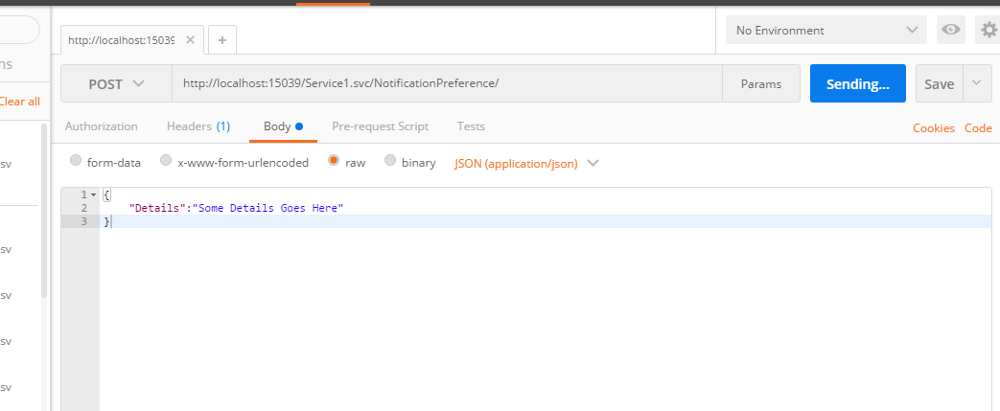 http://localhost:15039
No Environment
ns
POST
http://localhost:15039/Service1.svc/NotificationPreference/
Params
Sending...
Save
Clear all
Authorization
Headers (1)
Body
Pre-request Script
Tests
Cookies
Code
sv
form-data
x-www-form-urlencoded
raw
binary
JSON (application/json)
1 {
2 "Details":"Some Details Goes Here"
3 }
sv
sv
sv
sv